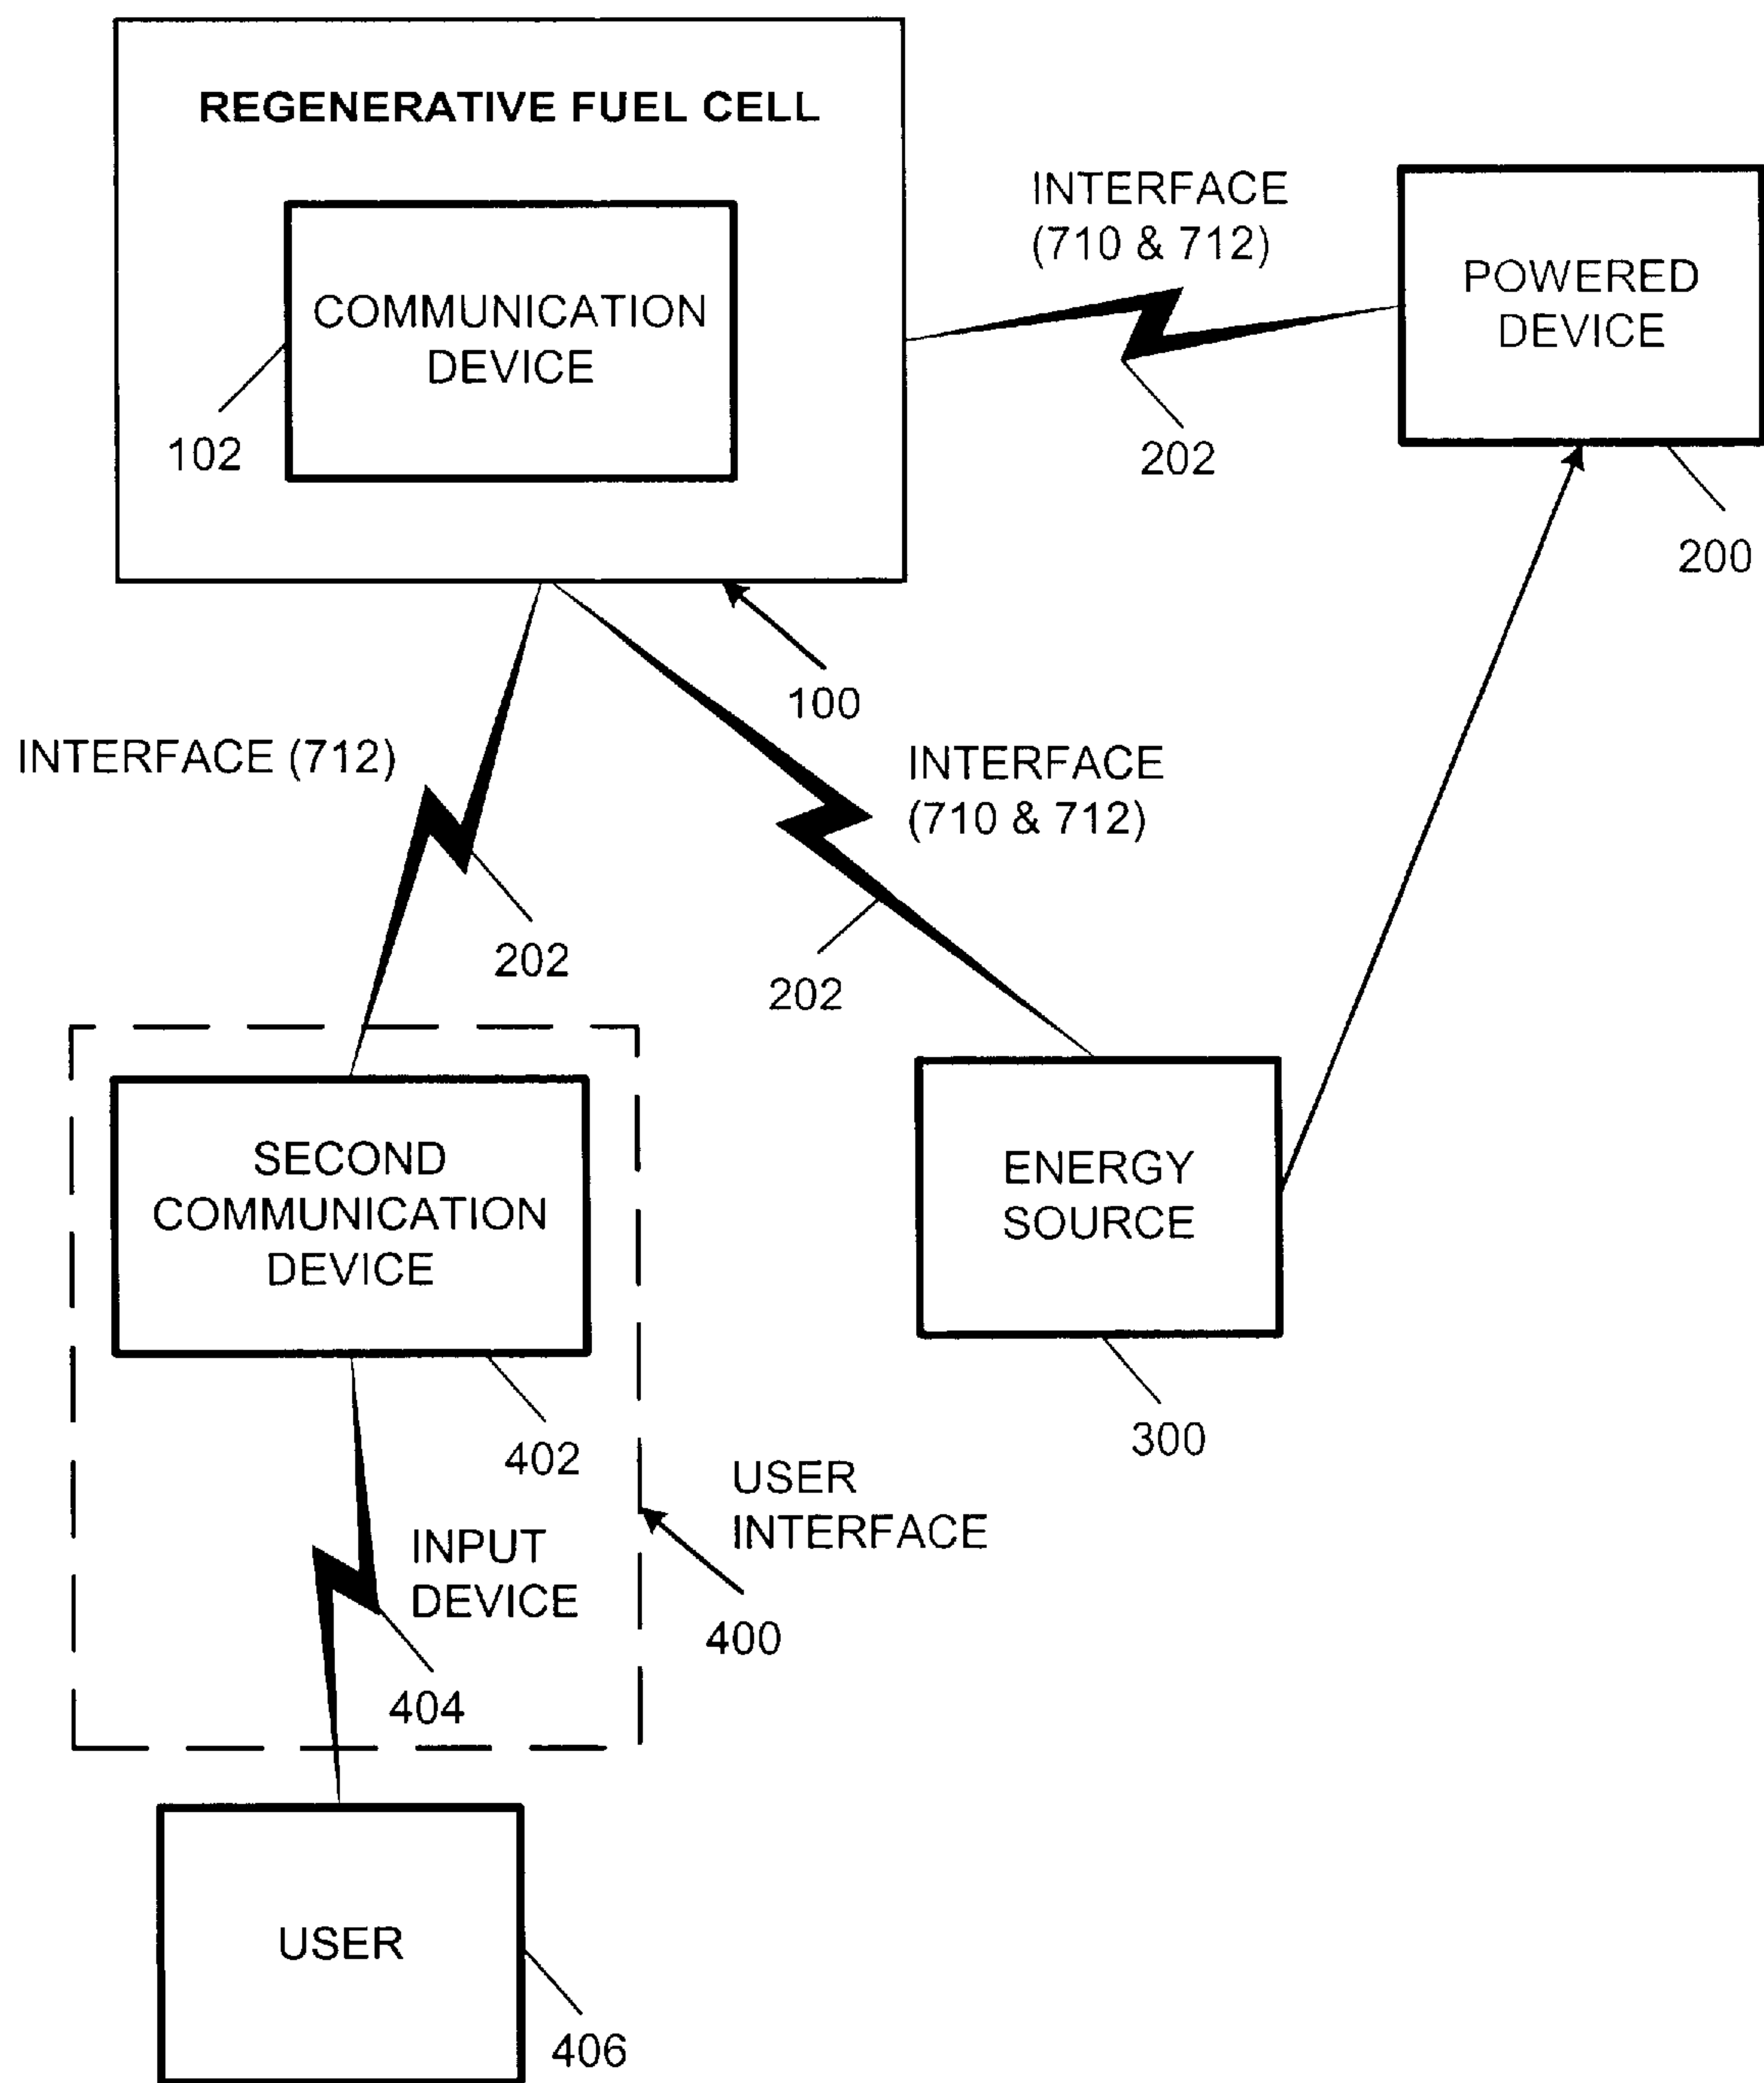 REGENERATIVE FUEL CELL
COMMUNICATION
DEVICE
102
INTERFACE
(710 & 712)
202
POWERED
DEVICE
200
100
INTERFACE (712)
202
INTERFACE
(710 & 712)
202
SECOND
COMMUNICATION
DEVICE
402
ENERGY
SOURCE
300
USER
INTERFACE
400
INPUT
DEVICE
404
USER
406